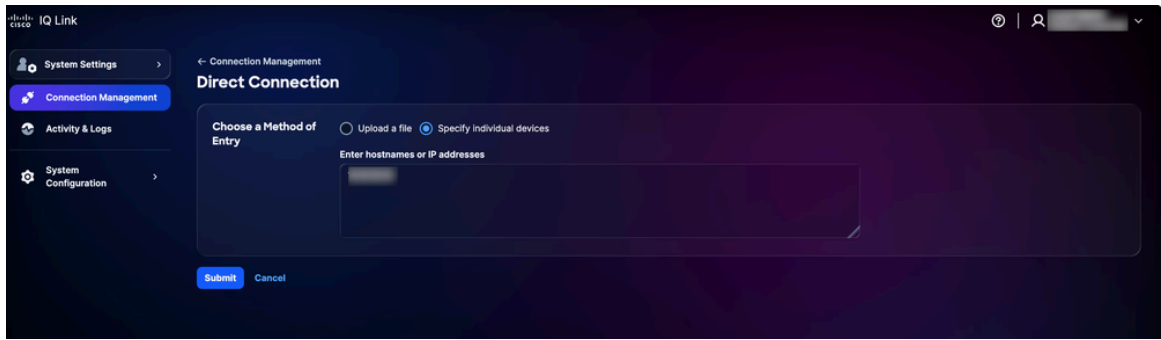 cisco IQ Link
System Settings
Connection Management
Activity & Logs
System
Configuration
← Connection Management
Direct Connection
Choose a Method of
Entry
Upload a file Specify individual devices
Enter hostnames or IP addresses
Submit Cancel